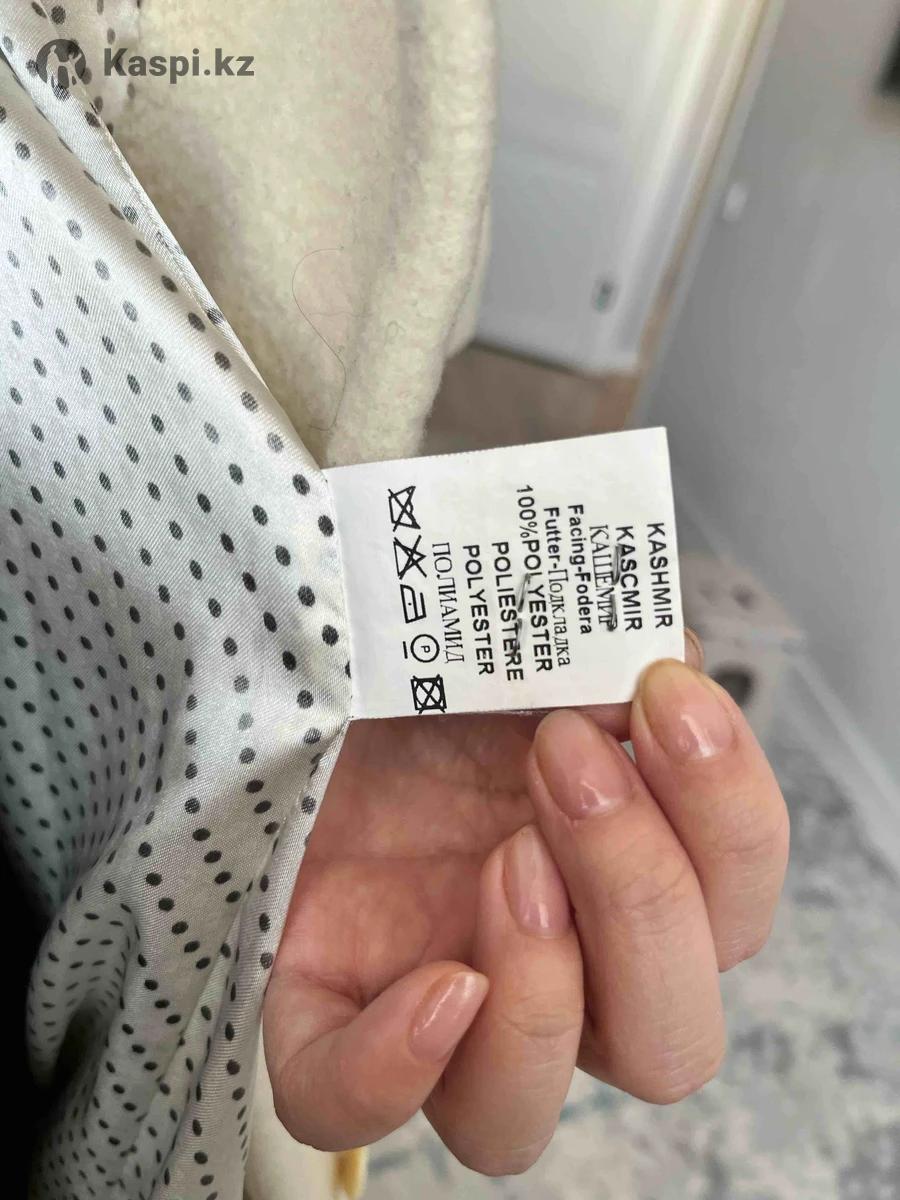 Kaspi.kz
KASHMIR
KASCMIR
КАШЕМИР
Facing-Fodera
Futter-Подкладка
100%POLYESTER
POLIESTERE
POLYESTER
ПОЛИАМИД
P